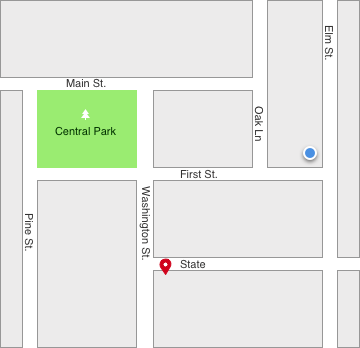 Elm St.
Main St.
Oak Ln
Central Park
First St.
Washington St.
Pine St.
State